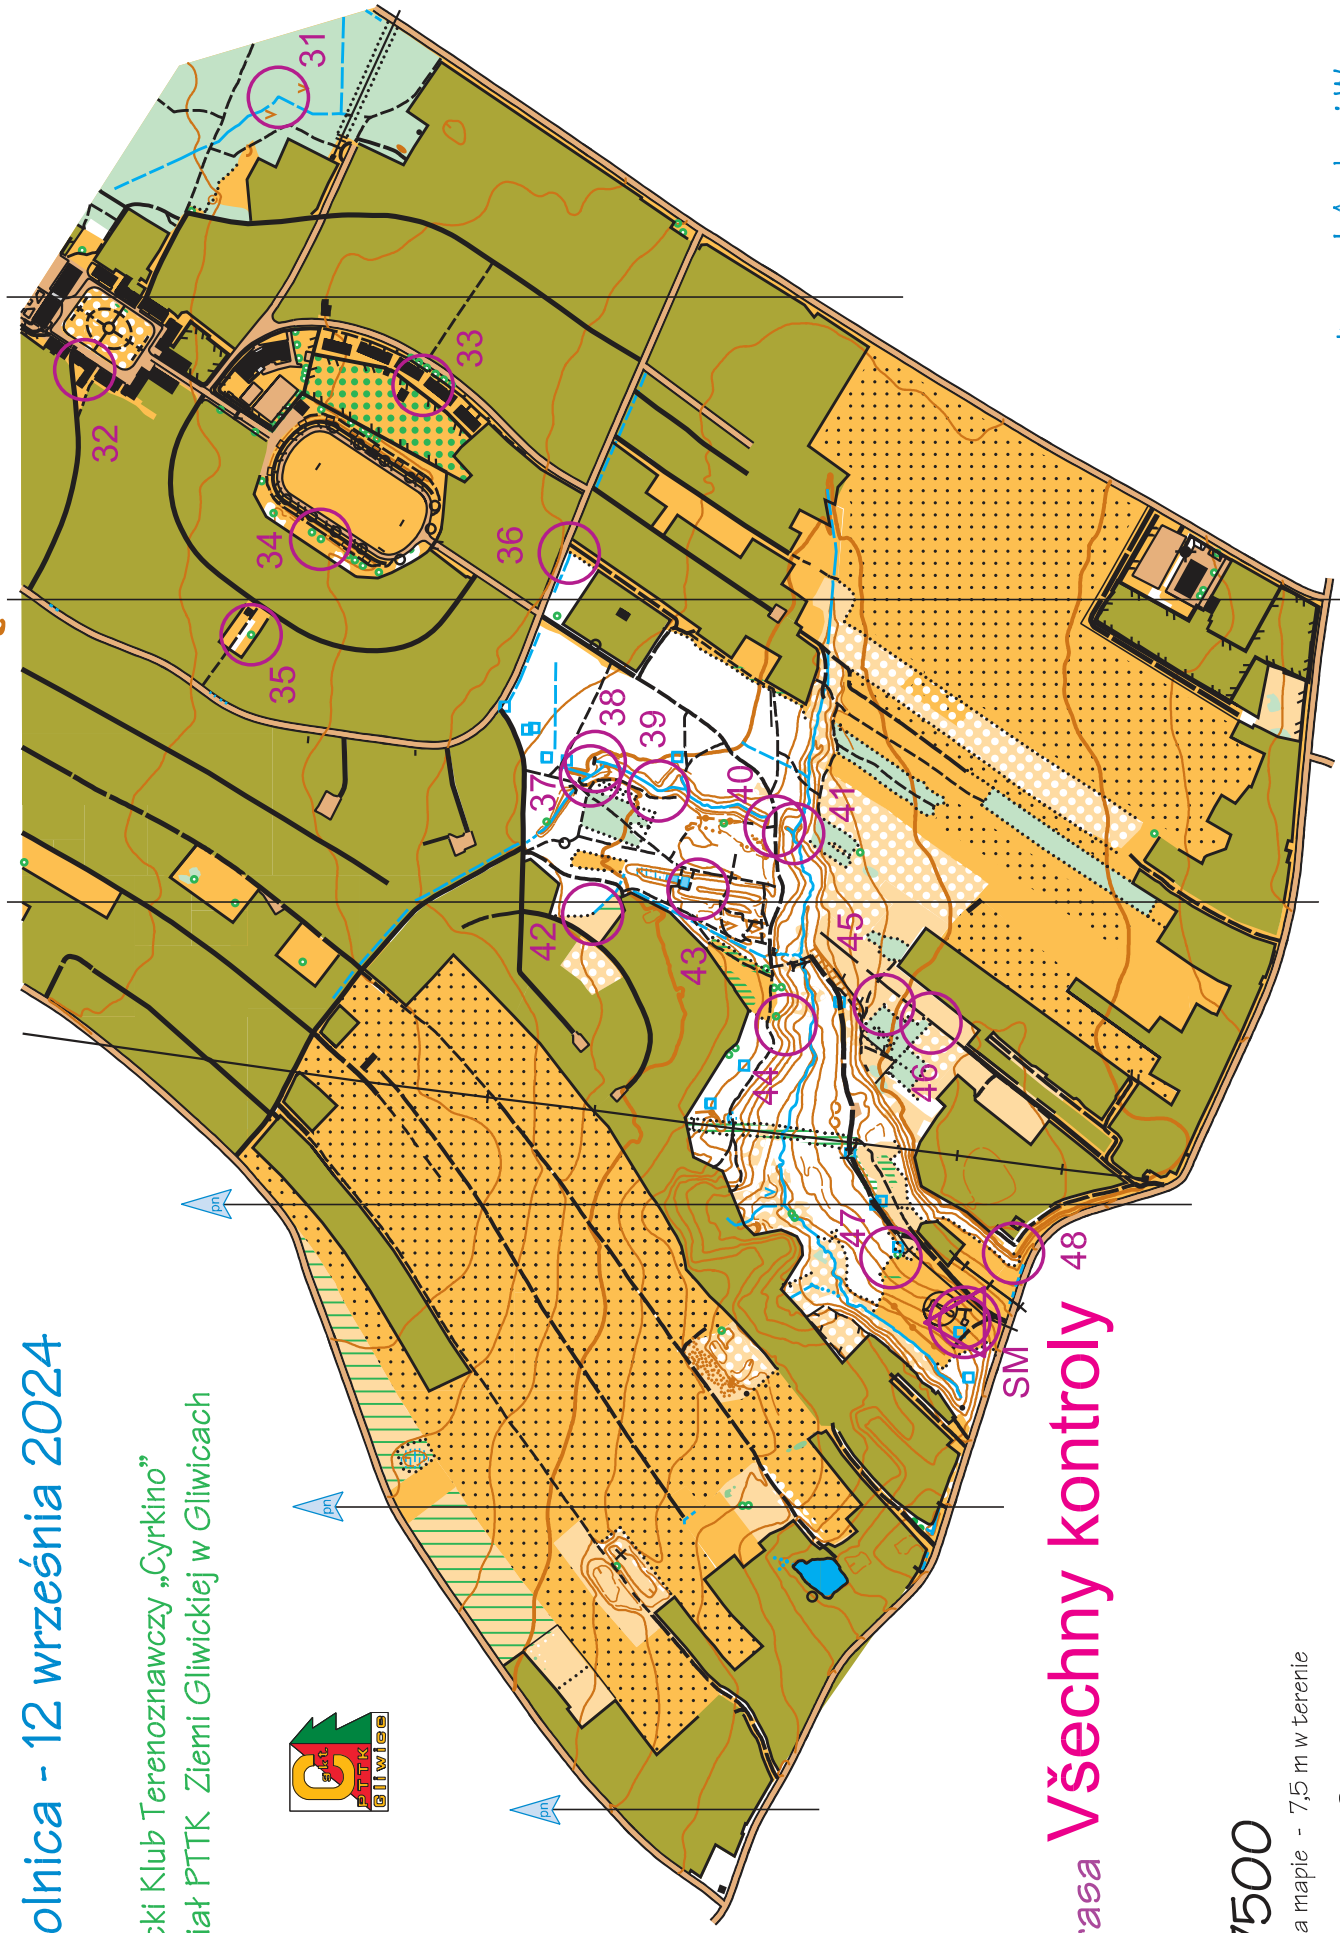 olnica - 12 września 2024
cki Klub Terenoznawczy „Cyrkino”
iał PTTK Ziemi Gliwickiej w Gliwicach
PTTK
Gliwice
pn
pn
pn
31
32
33
34
35
36
37
38
39
40
41
42
43
44
45
46
47
48
SM
rasa Všechny kontroly
7500
a mapie - 7,5 m w terenie